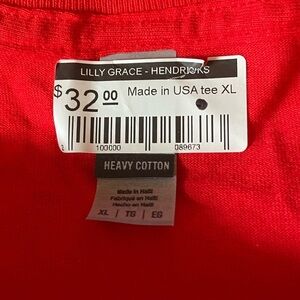 LILLY GRACE - HENDRICKS
$32.00 Made in USA tee XL
100000 089673
HEAVY COTTON
Made in Haiti
Fabriqué en Haïti
Hecho en Haití
XL / TG / EG